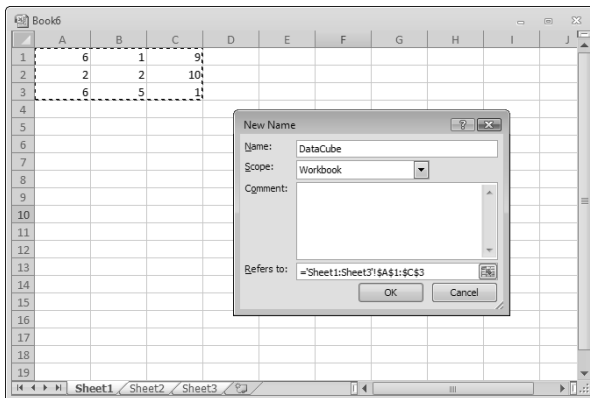 Book6
A B C D E F G H I J
1 6 1 9
2 2 2 10
3 6 5 1
4
5
6
7
8
9
10
11
12
13
14
15
16
17
18
19
New Name
Name: DataCube
Scope: Workbook
Comment:
Refers to: ='Sheet1:Sheet3'!$A$1:$C$3
OK Cancel
Sheet1 Sheet2 Sheet3